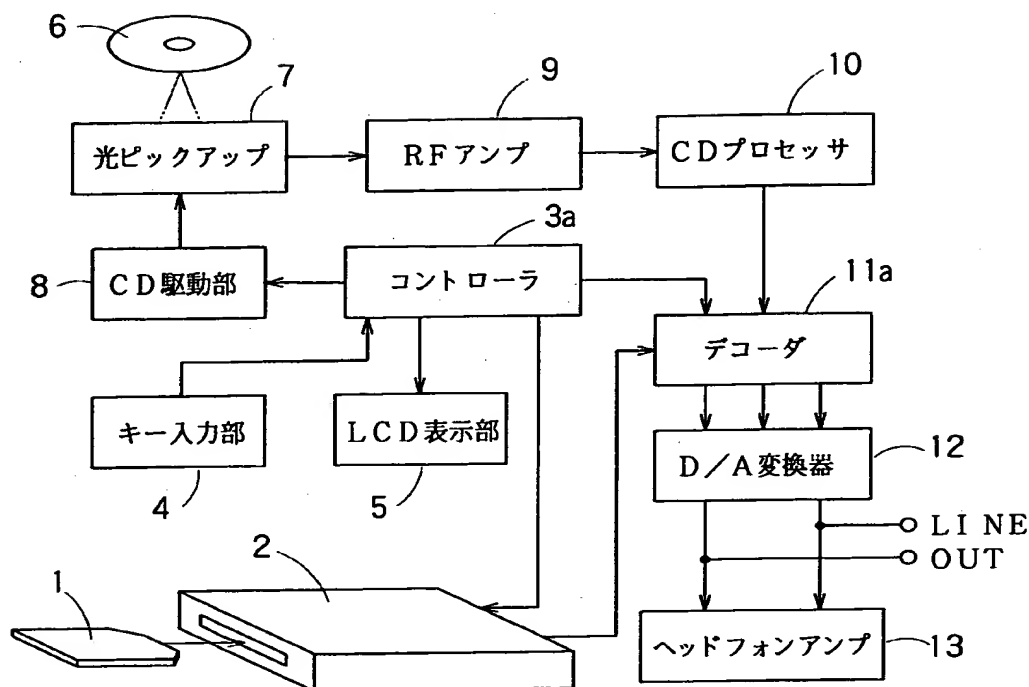 6
7
9
10
光ピックアップ
RFアンプ
CDプロセッサ
3a
8
CD駆動部
コントローラ
11a
デコーダ
キー入力部
LCD表示部
4
5
D/A変換器
12
LINE
OUT
1
2
ヘッドフォンアンプ
13